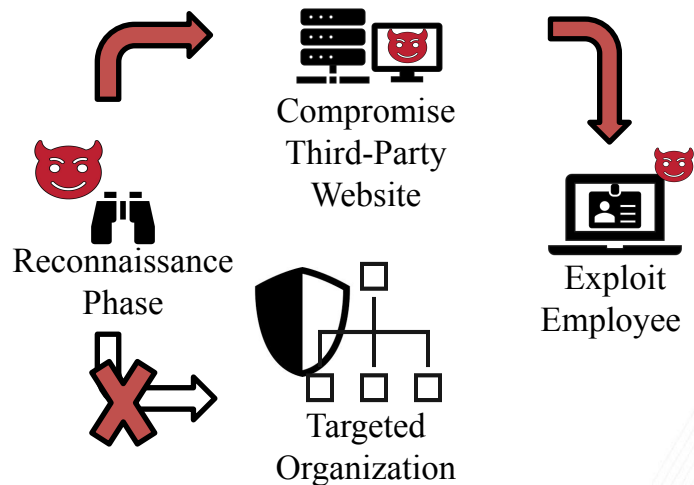 Compromise
Third-Party
Website
Reconnaissance
Phase
Exploit
Employee
Targeted
Organization